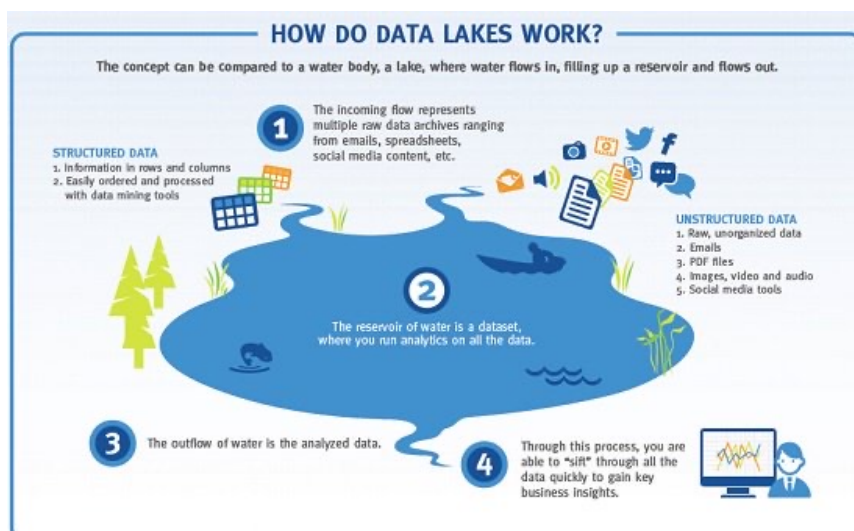 HOW DO DATA LAKES WORK?
The concept can be compared to a water body, a lake, where water flows in, filling up a reservoir and flows out.
1
The incoming flow represents
multiple raw data archives ranging
from emails, spreadsheets,
social media content, etc.
STRUCTURED DATA
1. Information in rows and columns
2. Easily ordered and processed
with data mining tools
UNSTRUCTURED DATA
1. Raw, unorganized data
2. Emails
3. PDF files
4. Images, video and audio
5. Social media tools
2
The reservoir of water is a dataset,
where you run analytics on all the data.
3
The outflow of water is the analyzed data.
4
Through this process, you are
able to "sift" through all the
data quickly to gain key
business insights.